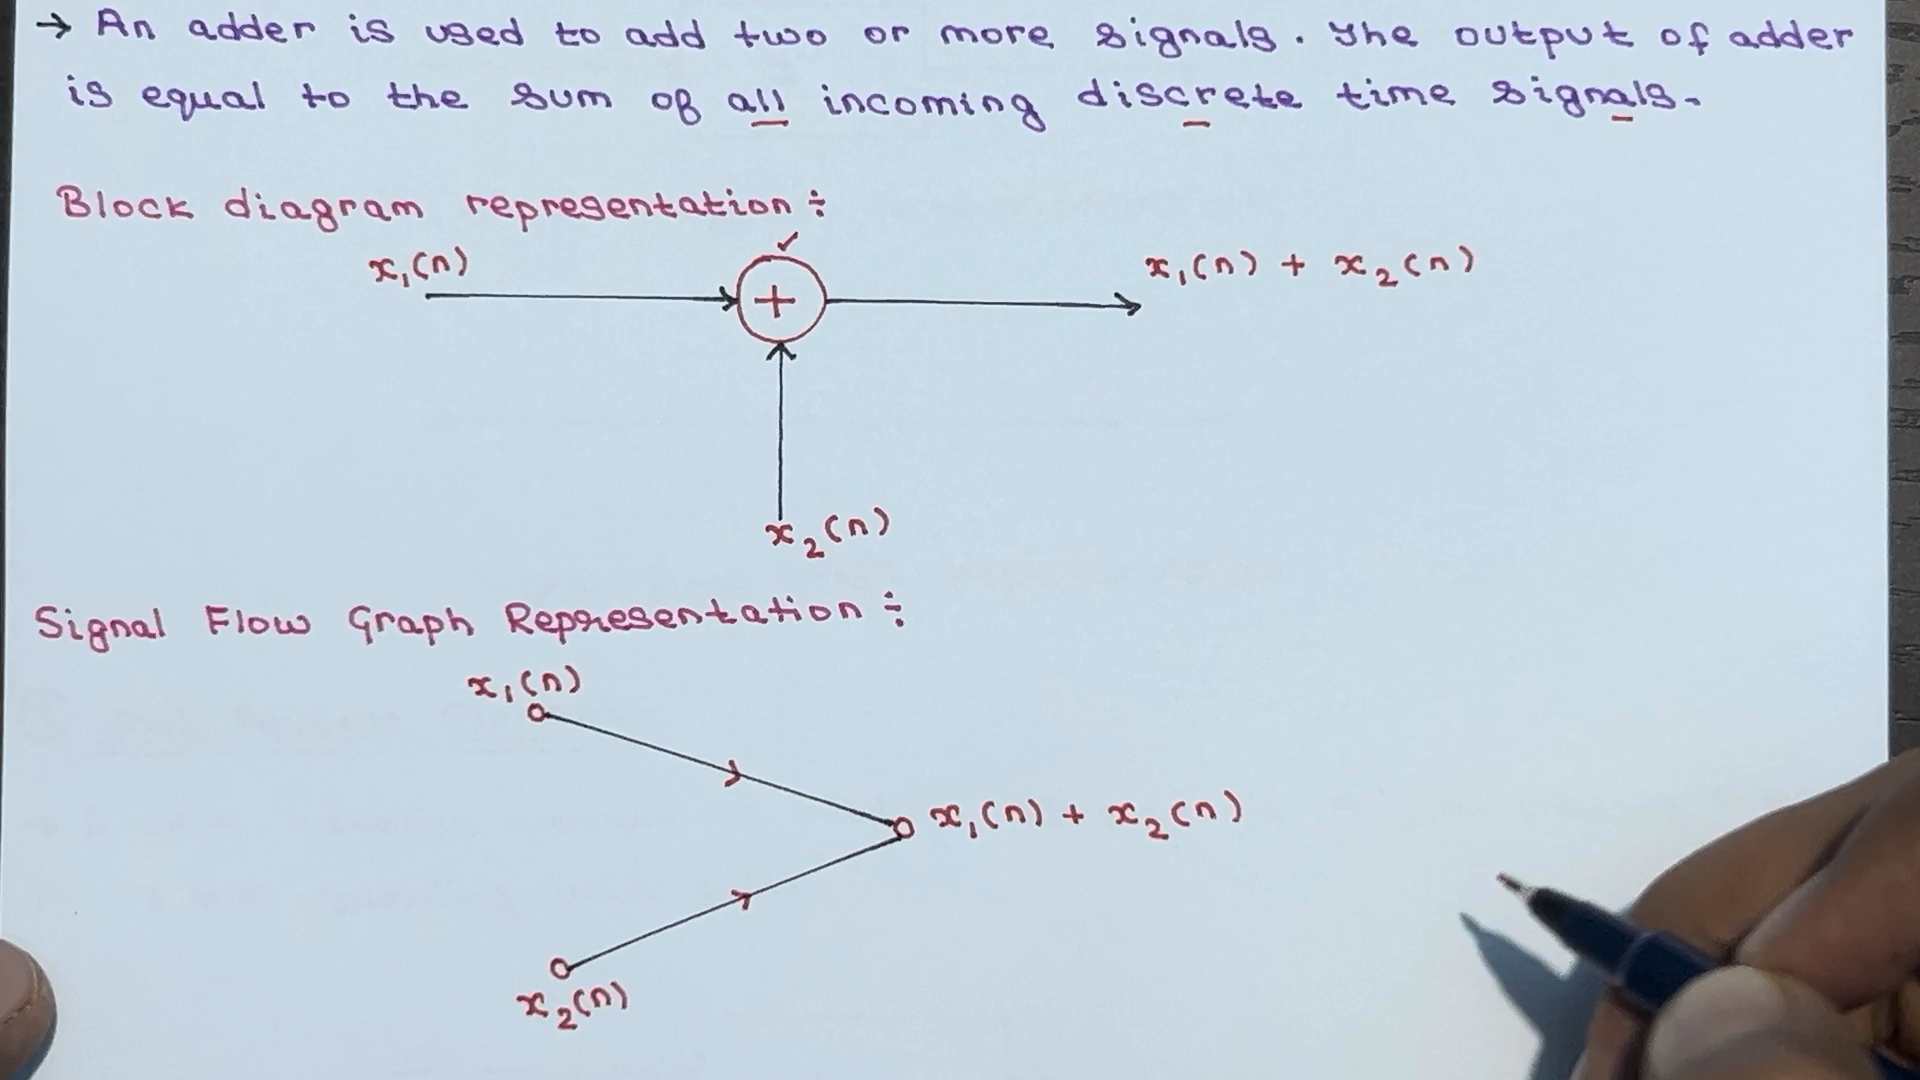 → An adder is used to add two or more signals. The output of adder
is equal to the sum of all incoming discrete time signals.
Block diagram representation ÷
x₁(n)
+
x₁(n) + x₂(n)
x₂(n)
Signal Flow Graph Representation ÷
x₁(n)
x₁(n) + x₂(n)
x₂(n)